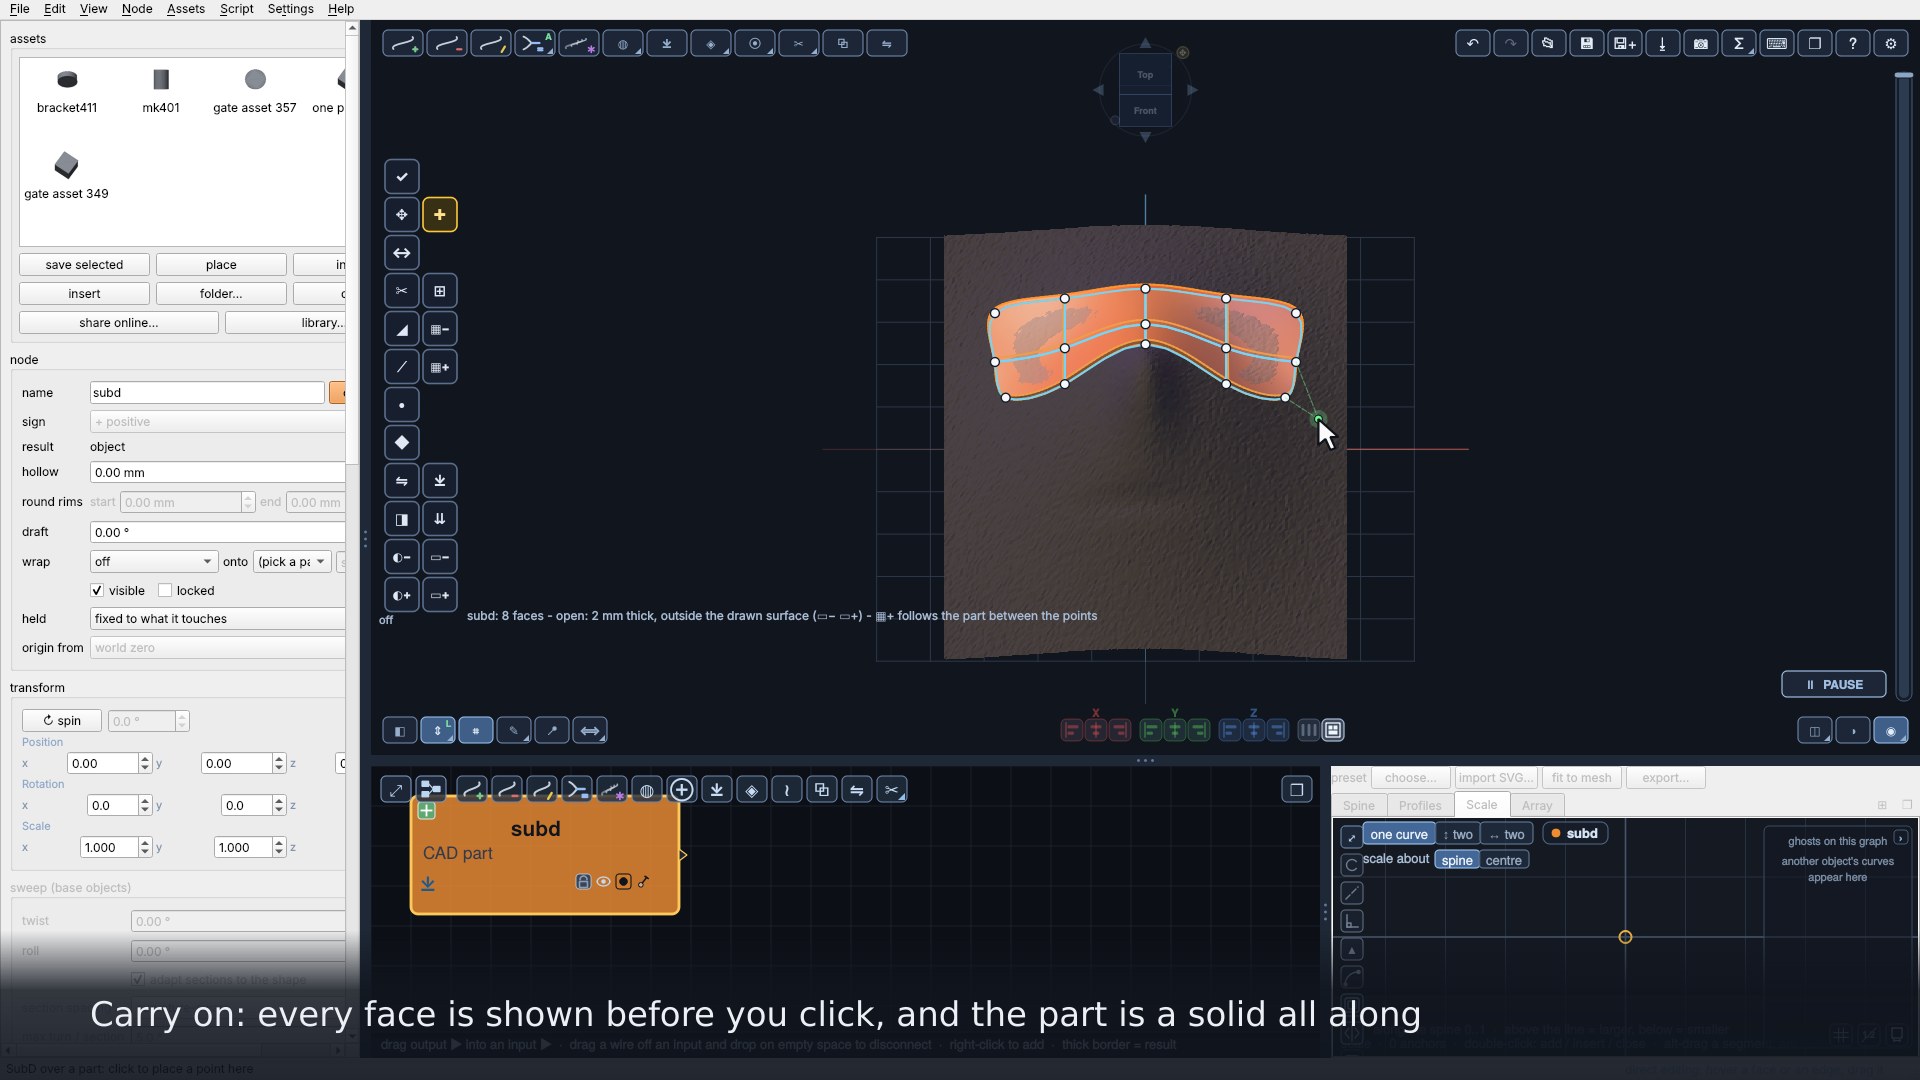 File Edit View Node Assets Script Settings Help
assets
bracket411 mk401 gate asset 357 one p
gate asset 349
save selected place in
insert folder...
share online... library...
node
name subd
sign + positive
result object
hollow 0.00 mm
round rims start 0.00 mm end 0.00 mm
draft 0.00 °
wrap off onto (pick a pa
visible locked
held fixed to what it touches
origin from world zero
transform
spin 0.0 °
Position
x 0.00 y 0.00 z
Rotation
x 0.0 y 0.0 z
Scale
x 1.000 y 1.000 z
sweep (base objects)
twist 0.00 °
roll 0.00 °
adapt sections to the shape
Top
Front
off
subd: 8 faces - open: 2 mm thick, outside the drawn surface (▭− ▭+) - ▦+ follows the part between the points
PAUSE
X Y Z
subd
CAD part
preset choose... import SVG... fit to mesh export...
Spine Profiles Scale Array
one curve two two subd
scale about spine centre
ghosts on this graph
another object's curves
appear here
Carry on: every face is shown before you click, and the part is a solid all along
drag output ▶ into an input ▶ · drag a wire off an input and drop on empty space to disconnect · right-click to add · thick border = result
SubD over a part: click to place a point here